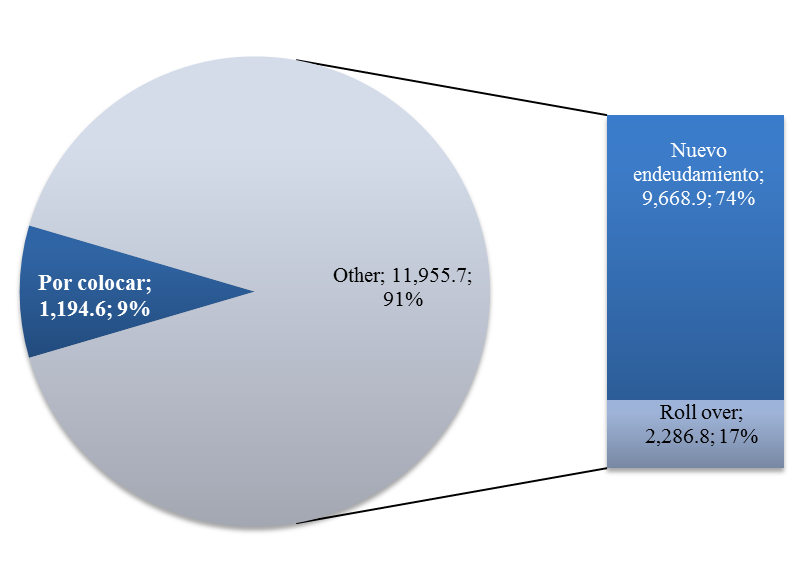 Por colocar;
1,194.6; 9%
Other; 11,955.7;
91%
Nuevo
endeudamiento;
9,668.9; 74%
Roll over;
2,286.8; 17%